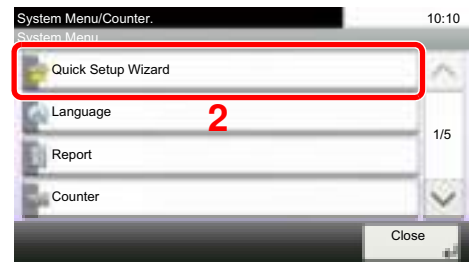 System Menu/Counter.
10:10
System Menu
Quick Setup Wizard
Language
2
1/5
Report
Counter
Close